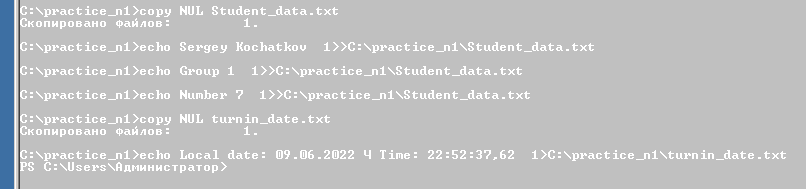 C:\practice_n1>copy NUL Student_data.txt
Скопировано файлов:         1.
C:\practice_n1>echo Sergey Kochatkov  1>>C:\practice_n1\Student_data.txt
C:\practice_n1>echo Group 1  1>>C:\practice_n1\Student_data.txt
C:\practice_n1>echo Number 7  1>>C:\practice_n1\Student_data.txt
C:\practice_n1>copy NUL turnin_date.txt
Скопировано файлов:         1.
C:\practice_n1>echo Local date: 09.06.2022 Ч Time: 22:52:37,62  1>C:\practice_n1\turnin_date.txt
PS C:\Users\Администратор>